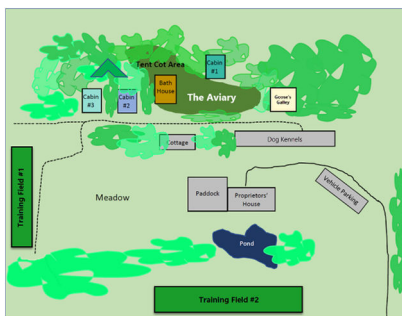 Tent Cot Area
Cabin
#1
Bath
House
Cabin
#3
Cabin
#2
The Aviary
Goose's
Galley
Cottage
Dog Kennels
Training Field #1
Meadow
Paddock
Proprietors'
House
Vehicle Parking
Pond
Training Field #2